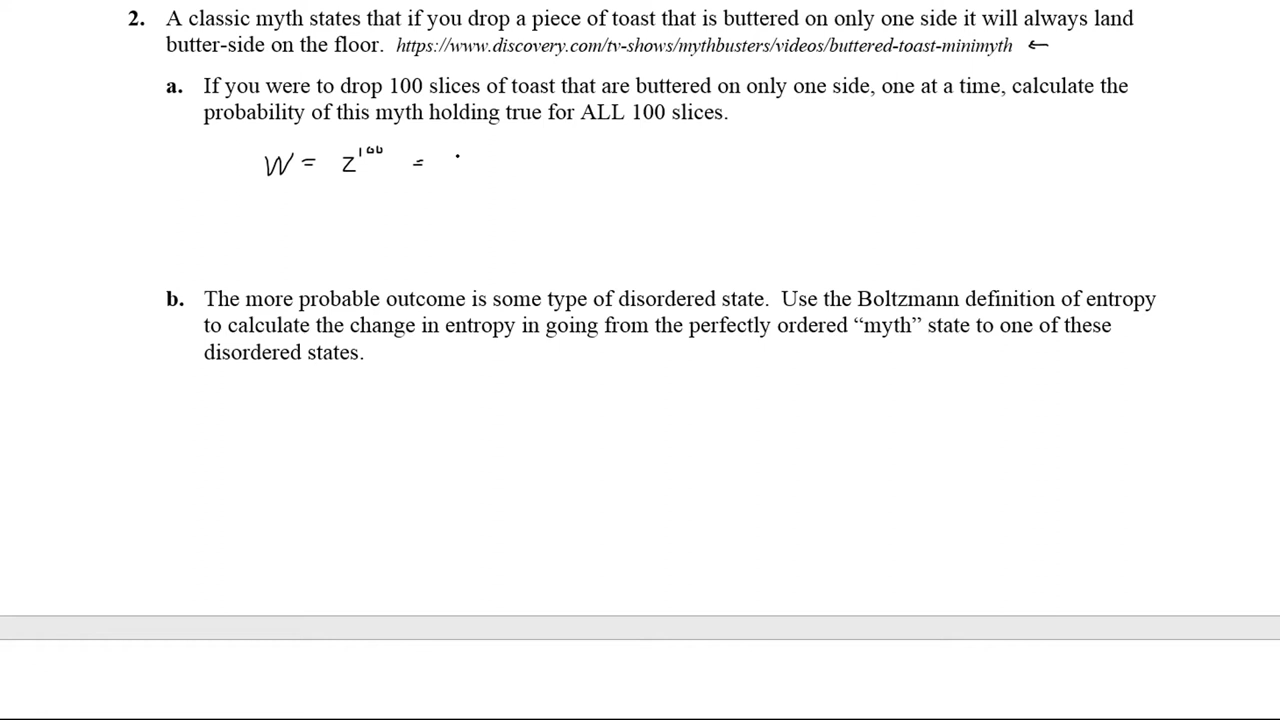 2. A classic myth states that if you drop a piece of toast that is buttered on only one side it will always land
butter-side on the floor. https://www.discovery.com/tv-shows/mythbusters/videos/buttered-toast-minimyth ←
a. If you were to drop 100 slices of toast that are buttered on only one side, one at a time, calculate the
probability of this myth holding true for ALL 100 slices.
W = 2^100 = .
b. The more probable outcome is some type of disordered state. Use the Boltzmann definition of entropy
to calculate the change in entropy in going from the perfectly ordered “myth” state to one of these
disordered states.